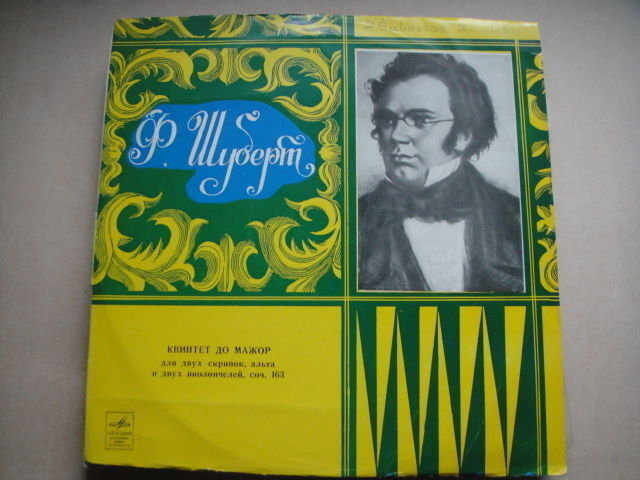 Ф. Шуберт
КВИНТЕТ ДО МАЖОР
для двух скрипок, альта
и двух виолончелей, соч. 163